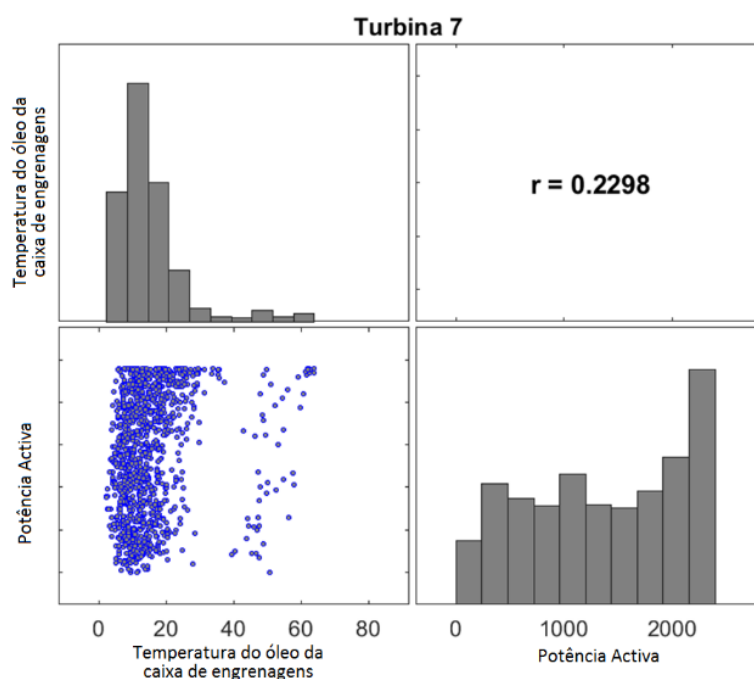 Turbina 7
Temperatura do óleo da
caixa de engrenagens
r = 0.2298
Potência Activa
0 20 40 60 80
0 1000 2000
Temperatura do óleo da
caixa de engrenagens
Potência Activa